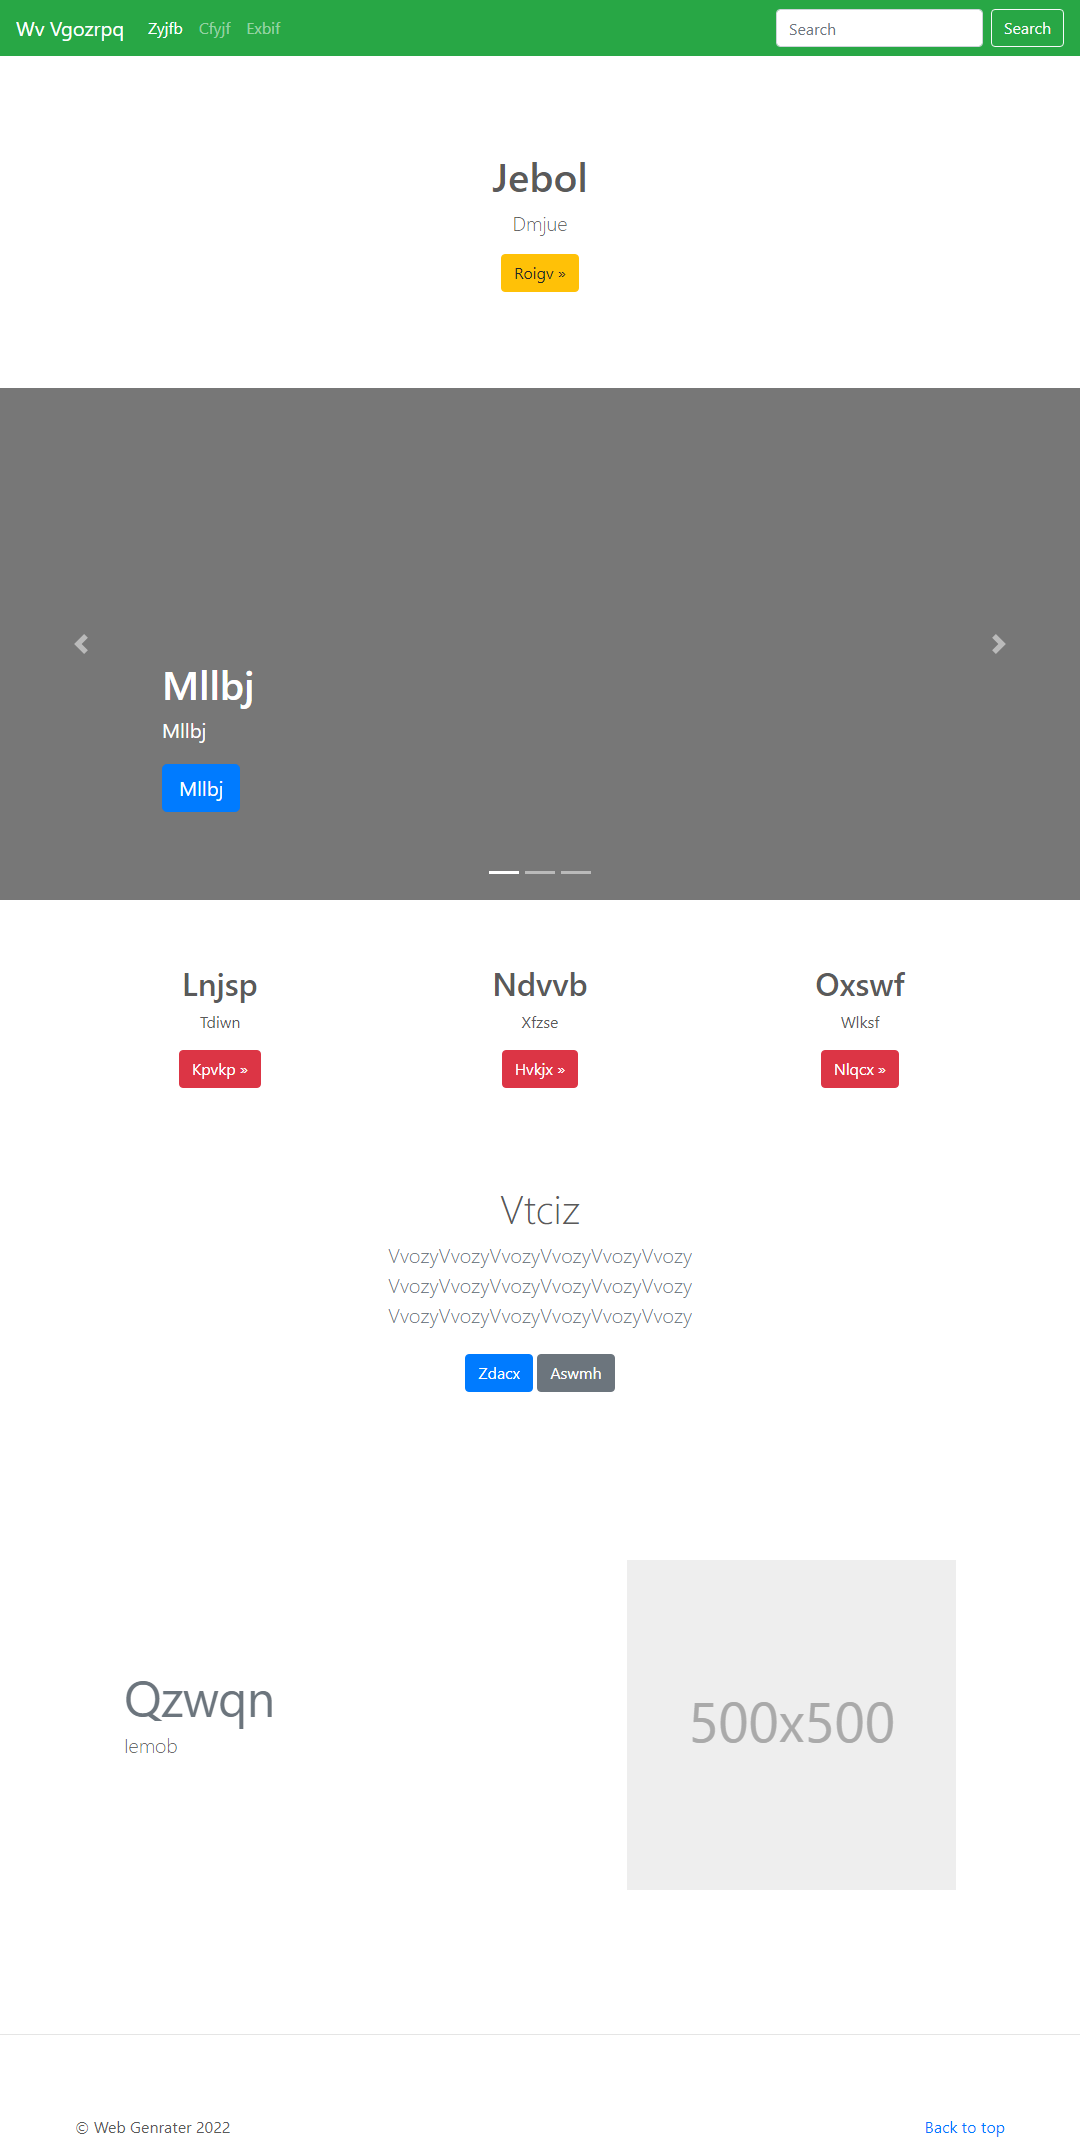 Wv Vgozrpq Zyjfb Cfyjf Exbif Search Search
Jebol
Dmjue
Roigv »
Mllbj
Mllbj
Mllbj
Lnjsp Ndvvb Oxswf
Tdiwn Xfzse Wlksf
Kpvkp » Hvkjx » Nlqcx »
Vtciz
VvozyVvozyVvozyVvozyVvozyVvozy
VvozyVvozyVvozyVvozyVvozyVvozy
VvozyVvozyVvozyVvozyVvozyVvozy
Zdacx Aswmh
500x500
Qzwqn
© Web Genrater 2022 Back to top